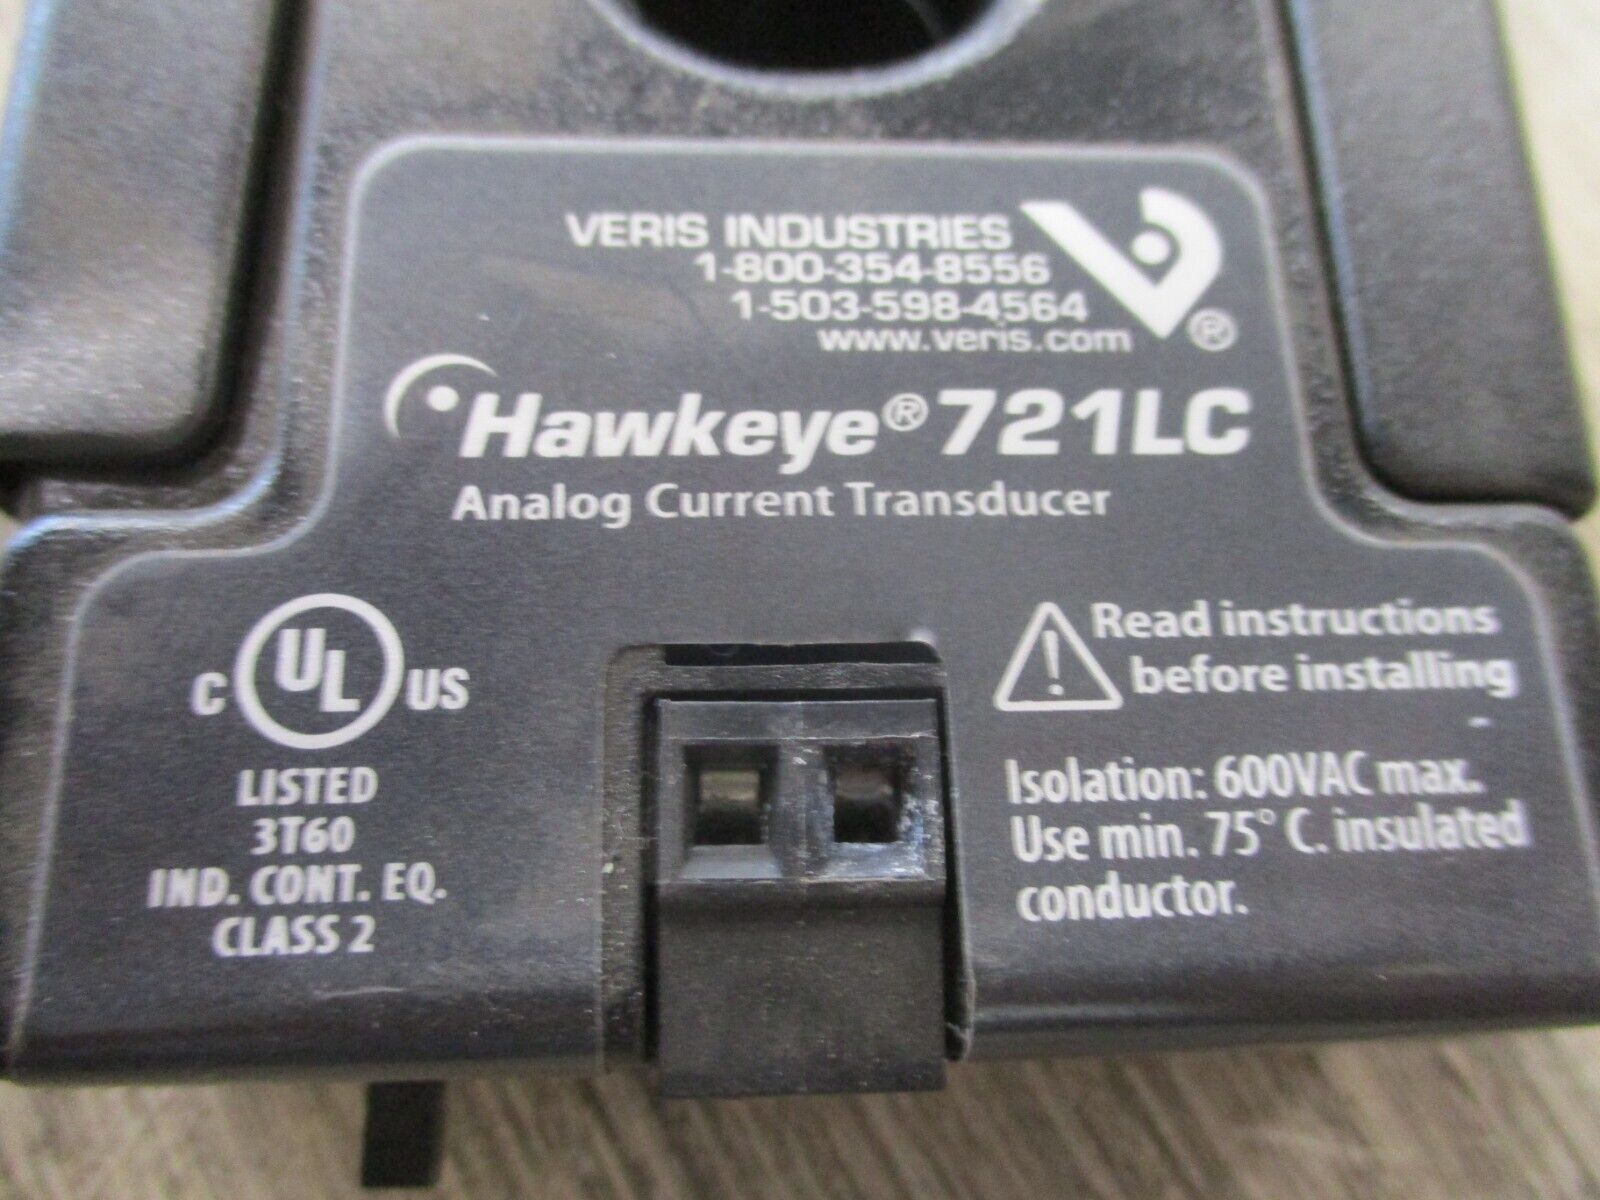 VERIS INDUSTRIES
1-800-354-8556
1-503-598-4564
www.veris.com
®
Hawkeye® 721LC
Analog Current Transducer
C UL US
LISTED
3T60
IND. CONT. EQ.
CLASS 2
! Read instructions
before installing
Isolation: 600VAC max.
Use min. 75° C. insulated
conductor.